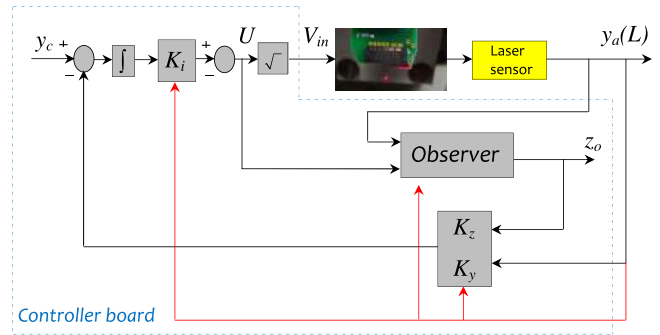 y_c
+
−
∫
K_i
+
−
U
√
V_in
Laser
sensor
y_a(L)
Observer
z_o
K_z
K_y
Controller board